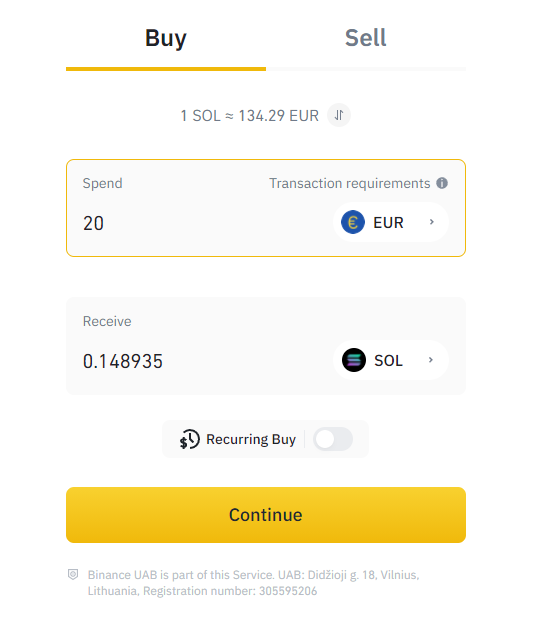 Buy Sell
1 SOL ≈ 134.29 EUR
Spend Transaction requirements
20 EUR
Receive
0.148935 SOL
Recurring Buy
Continue
Binance UAB is part of this Service. UAB: Didžioji g. 18, Vilnius,
Lithuania, Registration number: 305595206